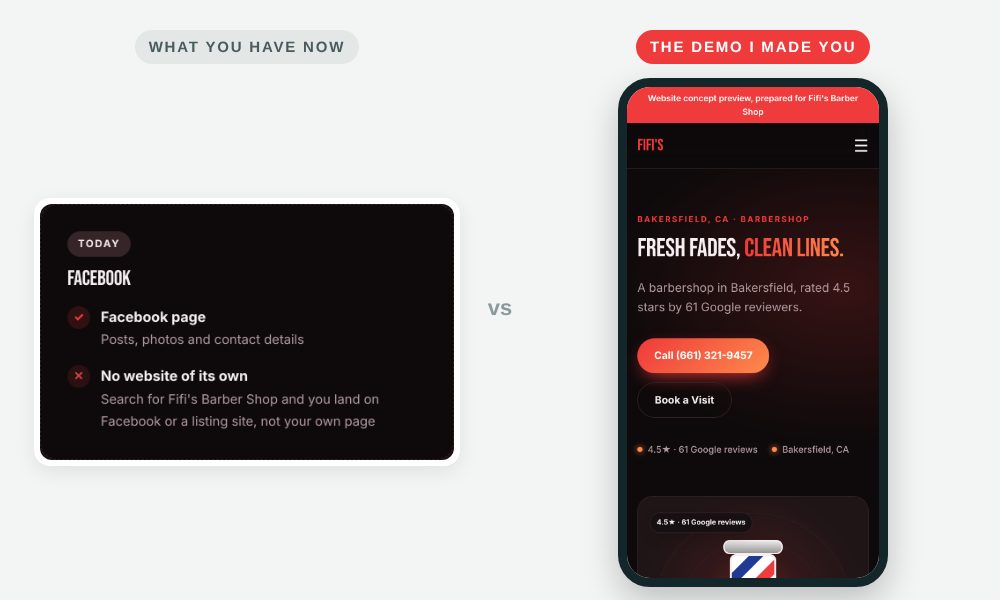 WHAT YOU HAVE NOW
THE DEMO I MADE YOU
TODAY
FACEBOOK
Facebook page
Posts, photos and contact details
No website of its own
Search for Fifi's Barber Shop and you land on
Facebook or a listing site, not your own page
vs
Website concept preview, prepared for Fifi's Barber
Shop
FIFI'S
BAKERSFIELD, CA · BARBERSHOP
FRESH FADES, CLEAN LINES.
A barbershop in Bakersfield, rated 4.5
stars by 61 Google reviewers.
Call (661) 321-9457
Book a Visit
4.5★ · 61 Google reviews
Bakersfield, CA
4.5★ · 61 Google reviews